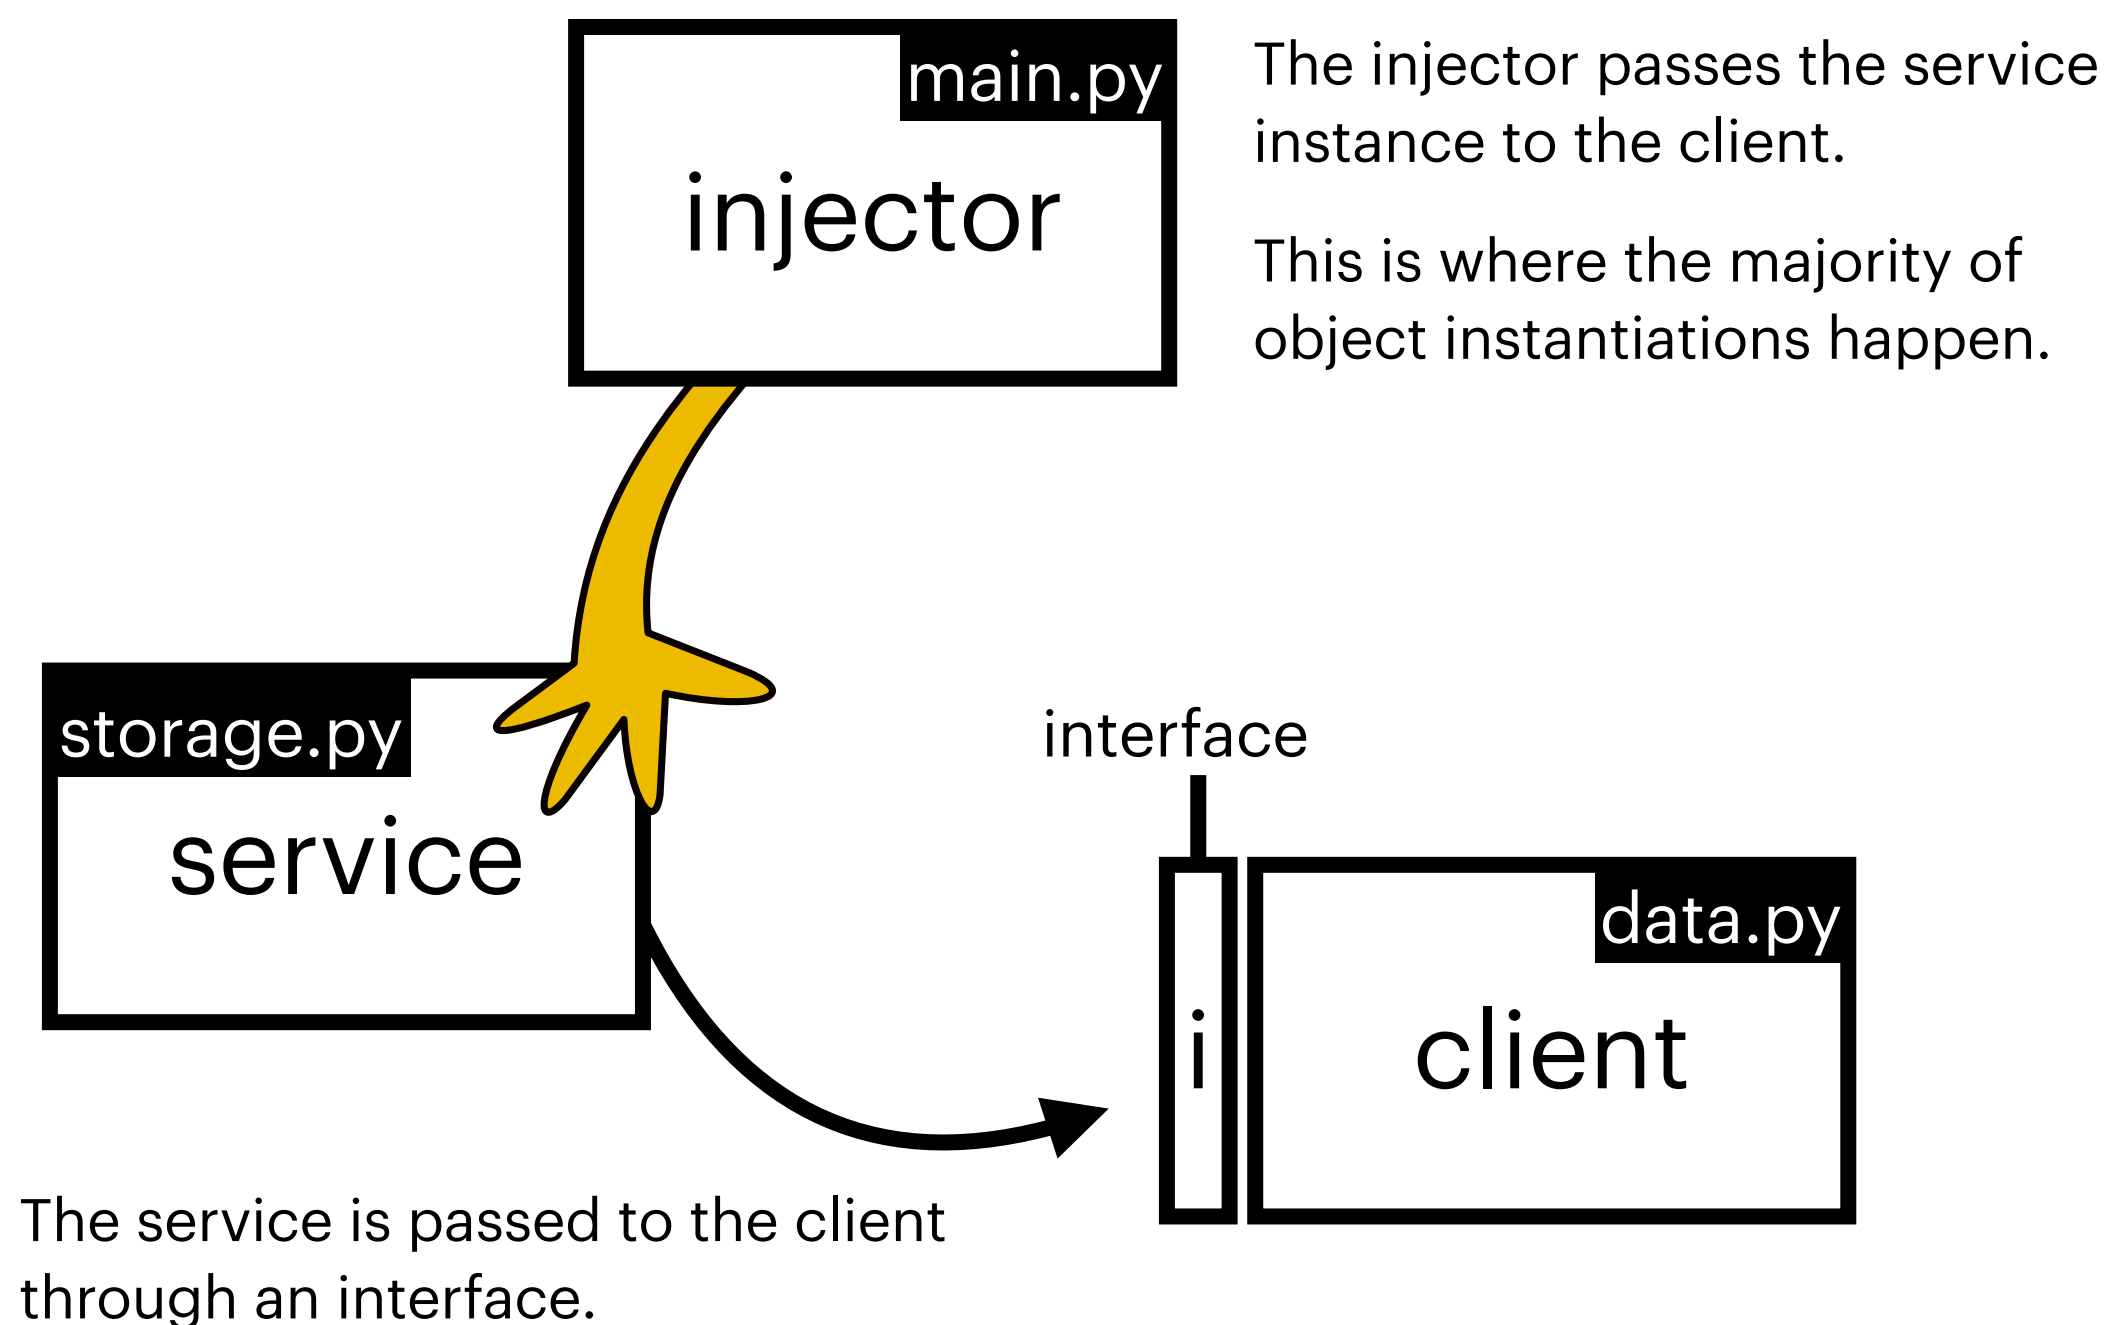 main.py
injector
The injector passes the service
instance to the client.
This is where the majority of
object instantiations happen.
storage.py
service
interface
i
data.py
client
The service is passed to the client
through an interface.